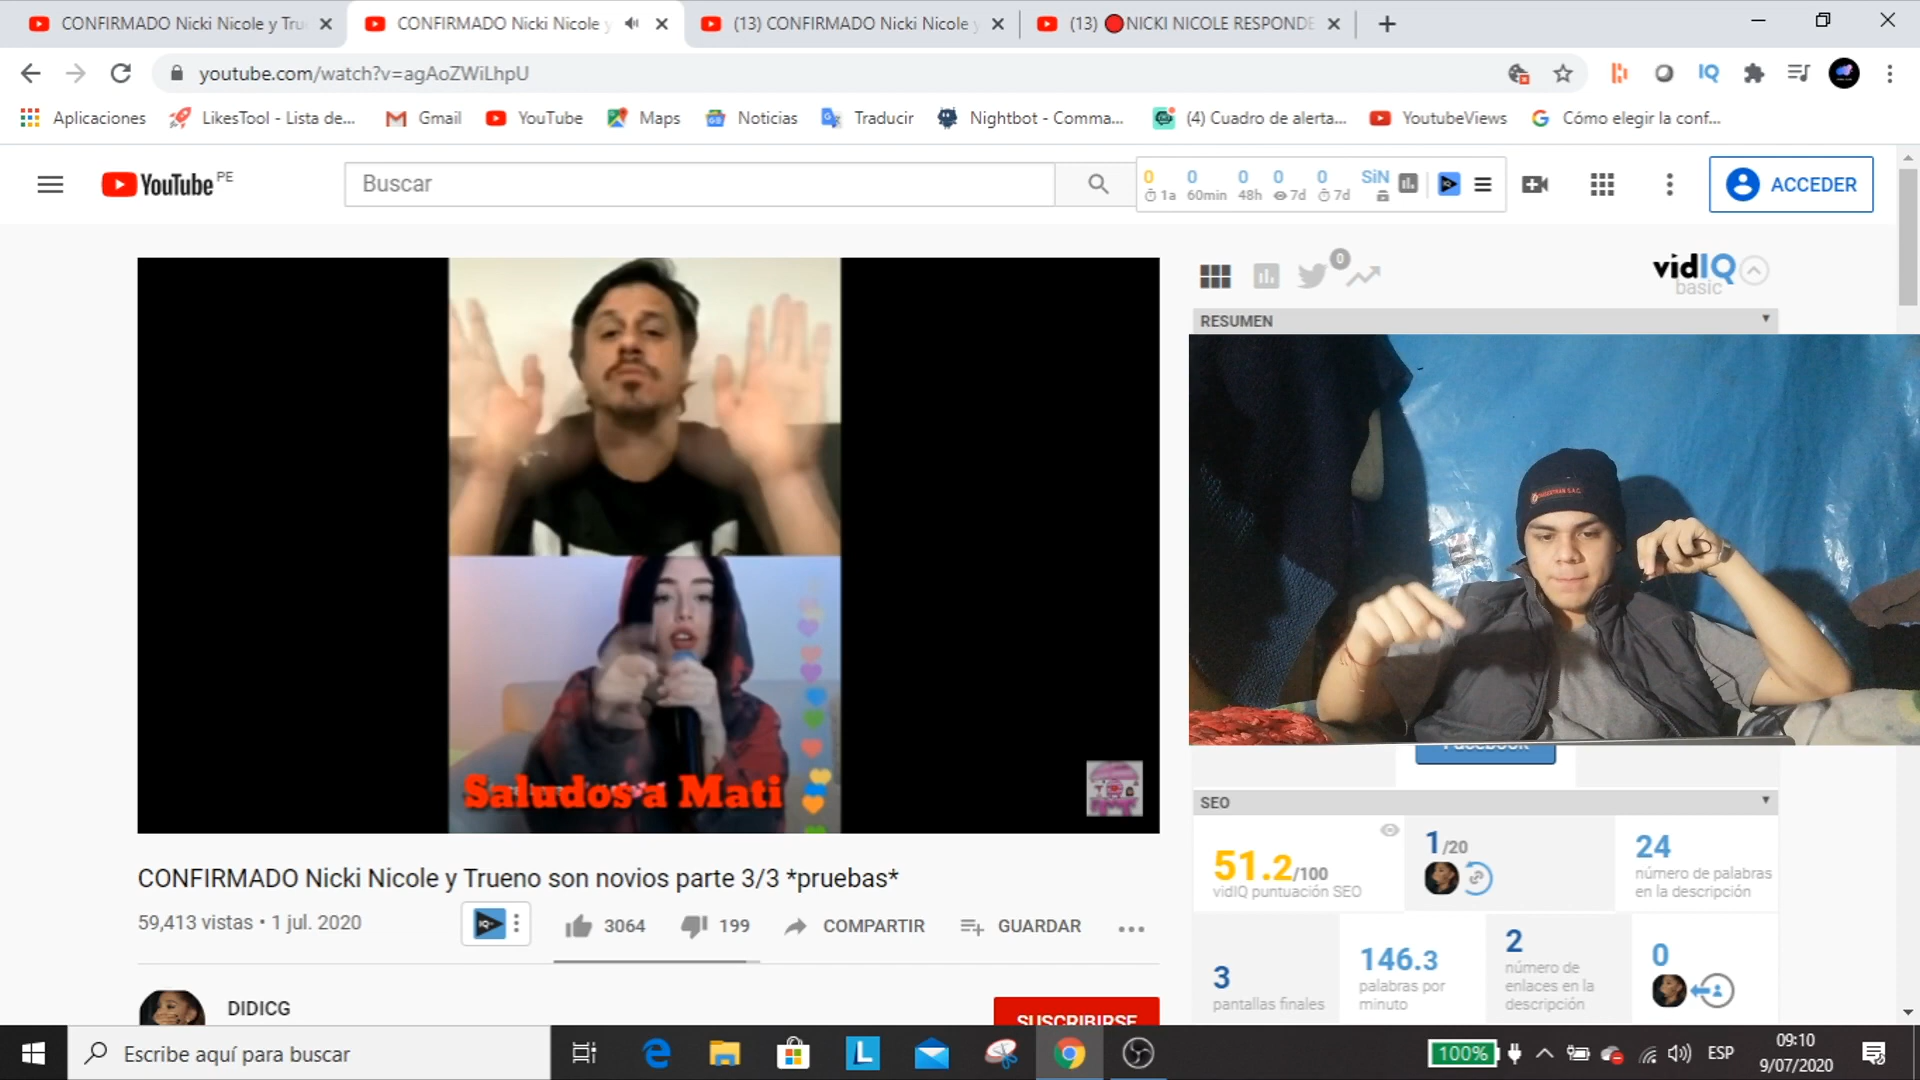 CONFIRMADO Nicki Nicole y Tru
CONFIRMADO Nicki Nicole y
(13) CONFIRMADO Nicki Nicole y
(13) NICKI NICOLE RESPONDE
youtube.com/watch?v=agAoZWiLhpU
IQ
Aplicaciones
LikesTool - Lista de...
Gmail
YouTube
Maps
Noticias
Traducir
Nightbot - Comma...
(4) Cuadro de alerta...
YoutubeViews
Cómo elegir la conf...
YouTube PE
Buscar
0 0 0 0 0 SiN
1a 60min 48h 7d 7d
ACCEDER
0
vidIQ
basic
RESUMEN
Saludos a Mati
SEO
51.2/100
vidIQ puntuación SEO
1/20
24
número de palabras
en la descripción
3
pantallas finales
146.3
palabras por
minuto
2
número de
enlaces en la
descripción
0
CONFIRMADO Nicki Nicole y Trueno son novios parte 3/3 *pruebas*
59,413 vistas • 1 jul. 2020
3064
199
COMPARTIR
GUARDAR
DIDICG
SUSCRIBIRSE
Escribe aquí para buscar
100%
ESP
09:10
9/07/2020